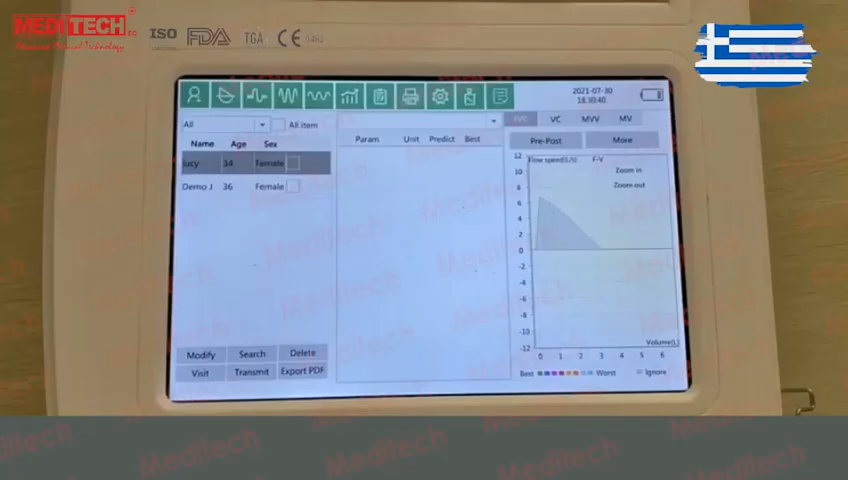 MEDITECH
Advanced Medical Technology
ISO FDA TGA CE 0482
2021-07-30
18:30:40
All All item
Name Age Sex
lucy 34 Female
Demo J 36 Female
Modify Search Delete
Visit Transmit Export PDF
Param Unit Predict Best
FVC VC MVV MV
Pre-Post More
Flow speed(L/s) F-V
Zoom in
Zoom out
12
10
8
6
4
2
0
-2
-4
-6
-8
-10
-12
Volume(L)
0 1 2 3 4 5 6
Best Worst Ignore
Meditech